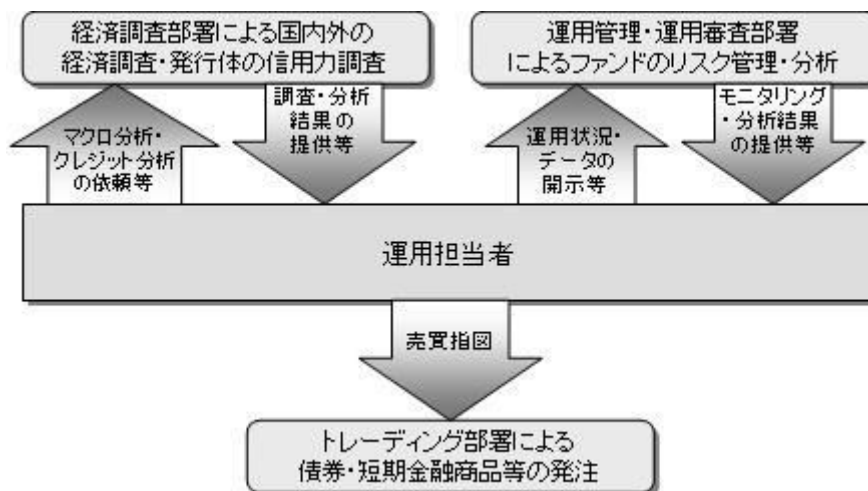 経済調査部署による国内外の
経済調査・発行体の信用力調査
運用管理・運用審査部署
によるファンドのリスク管理・分析
マクロ分析・
クレジット分析
の依頼等
調査・分析
結果の
提供等
運用状況・
データの
開示等
モニタリング
・分析結果
の提供等
運用担当者
売買指図
トレーディング部署による
債券・短期金融商品等の発注